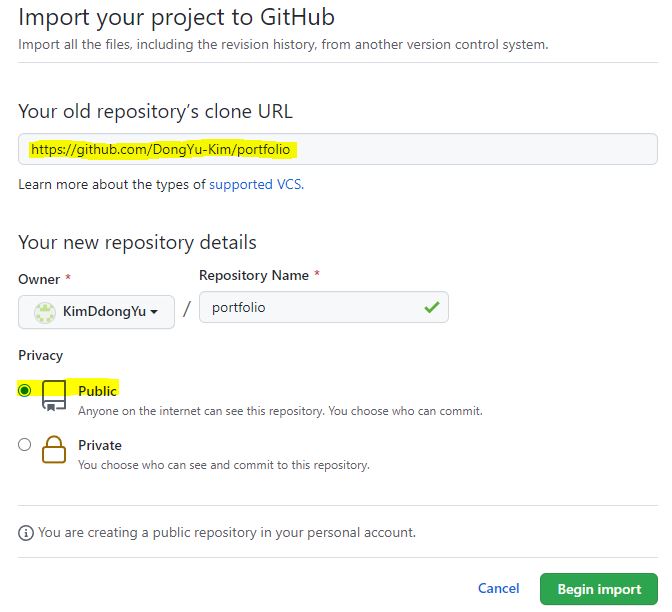 Import your project to GitHub
Import all the files, including the revision history, from another version control system.
Your old repository's clone URL
https://github.com/DongYu-Kim/portfolio
Learn more about the types of supported VCS.
Your new repository details
Owner *
Repository Name *
KimDdongYu
/
portfolio
Privacy
Public
Anyone on the internet can see this repository. You choose who can commit.
Private
You choose who can see and commit to this repository.
You are creating a public repository in your personal account.
Cancel
Begin import